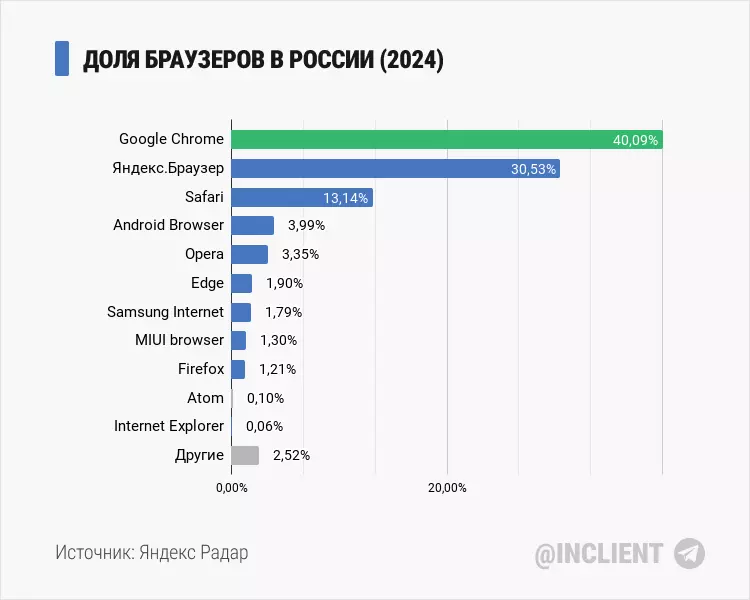 ДОЛЯ БРАУЗЕРОВ В РОССИИ (2024)
Google Chrome 40,09%
Яндекс.Браузер 30,53%
Safari 13,14%
Android Browser 3,99%
Opera 3,35%
Edge 1,90%
Samsung Internet 1,79%
MIUI browser 1,30%
Firefox 1,21%
Atom 0,10%
Internet Explorer 0,06%
Другие 2,52%
0,00% 20,00%
Источник: Яндекс Радар @INCLIENT